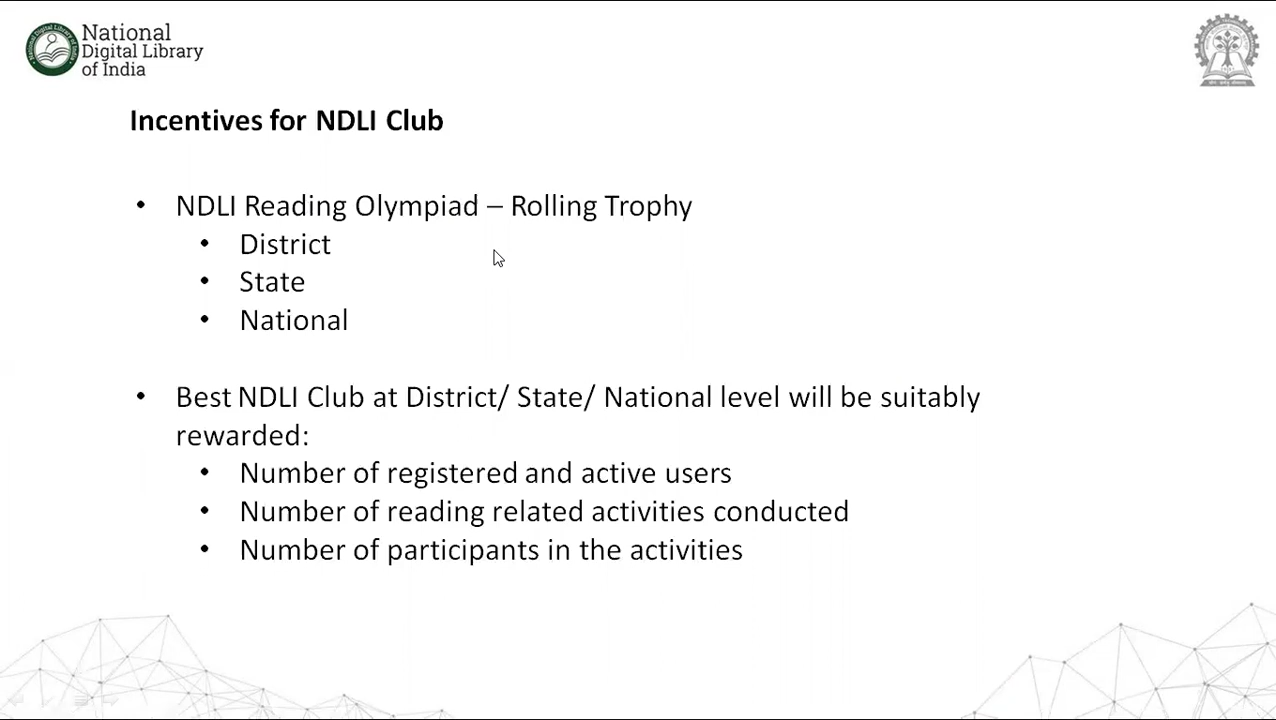 National
Digital Library
of India
Incentives for NDLI Club
• NDLI Reading Olympiad – Rolling Trophy
• District
• State
• National
• Best NDLI Club at District/ State/ National level will be suitably
rewarded:
• Number of registered and active users
• Number of reading related activities conducted
• Number of participants in the activities